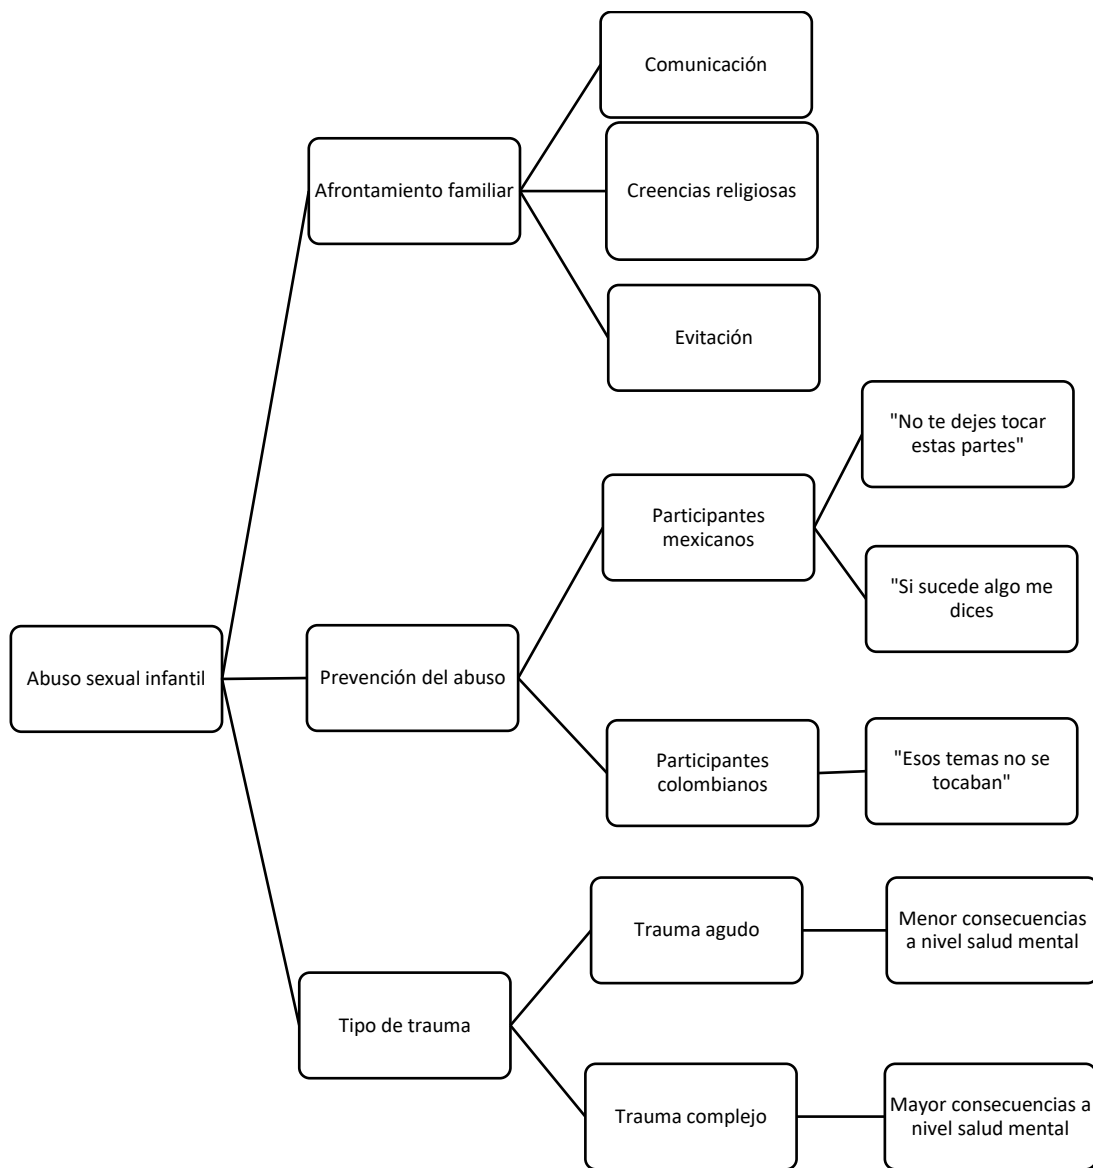 Comunicación
Afrontamiento familiar
Creencias religiosas
Evitación
"No te dejes tocar
estas partes"
Participantes
mexicanos
"Si sucede algo me
dices
Abuso sexual infantil
Prevención del abuso
Participantes
colombianos
"Esos temas no se
tocaban"
Trauma agudo
Menor consecuencias
a nivel salud mental
Tipo de trauma
Trauma complejo
Mayor consecuencias a
nivel salud mental